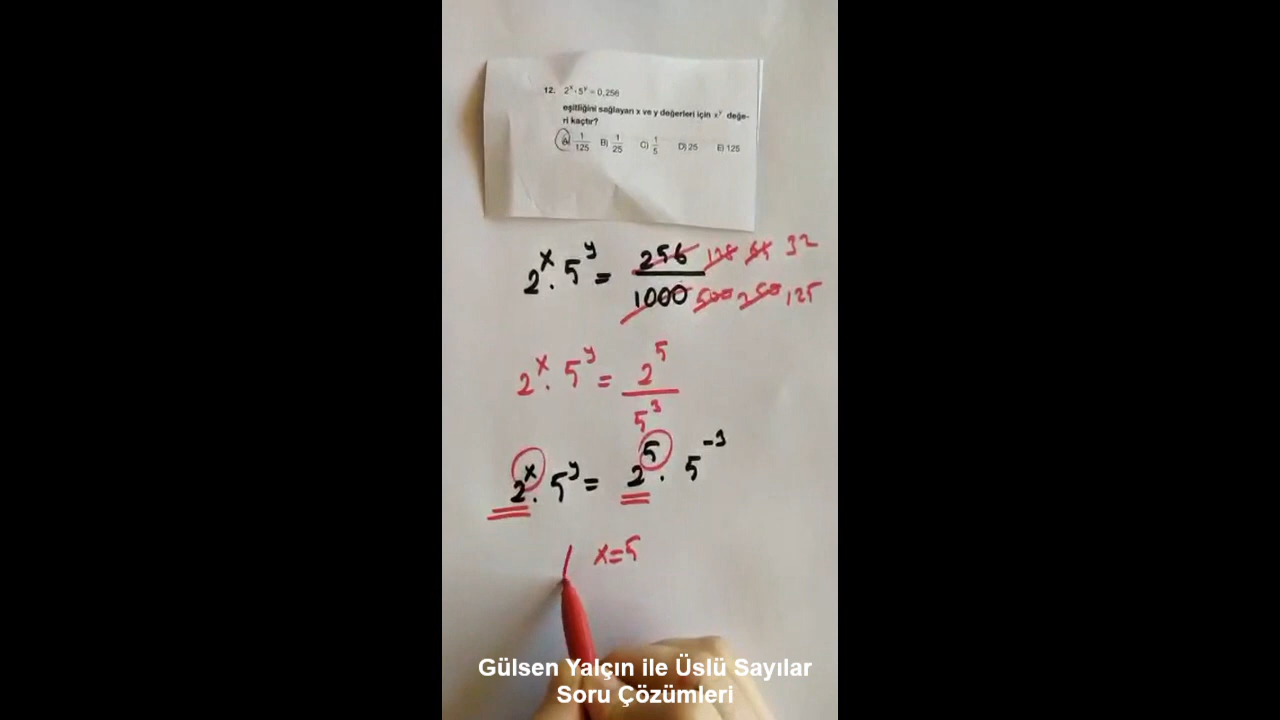 12. 2^x · 5^y = 0,256
eşitliğini sağlayan x ve y değerleri için x^y değe-
ri kaçtır?
A) 1/125 B) 1/25 C) 1/5 D) 25 E) 125
2^x . 5^y = 256/1000 128/500 64/250 32/125
2^x . 5^y = 2^5/5^3
2^x . 5^y = 2^5 . 5^-3
x=5
Gülsen Yalçın ile Üslü Sayılar
Soru Çözümleri